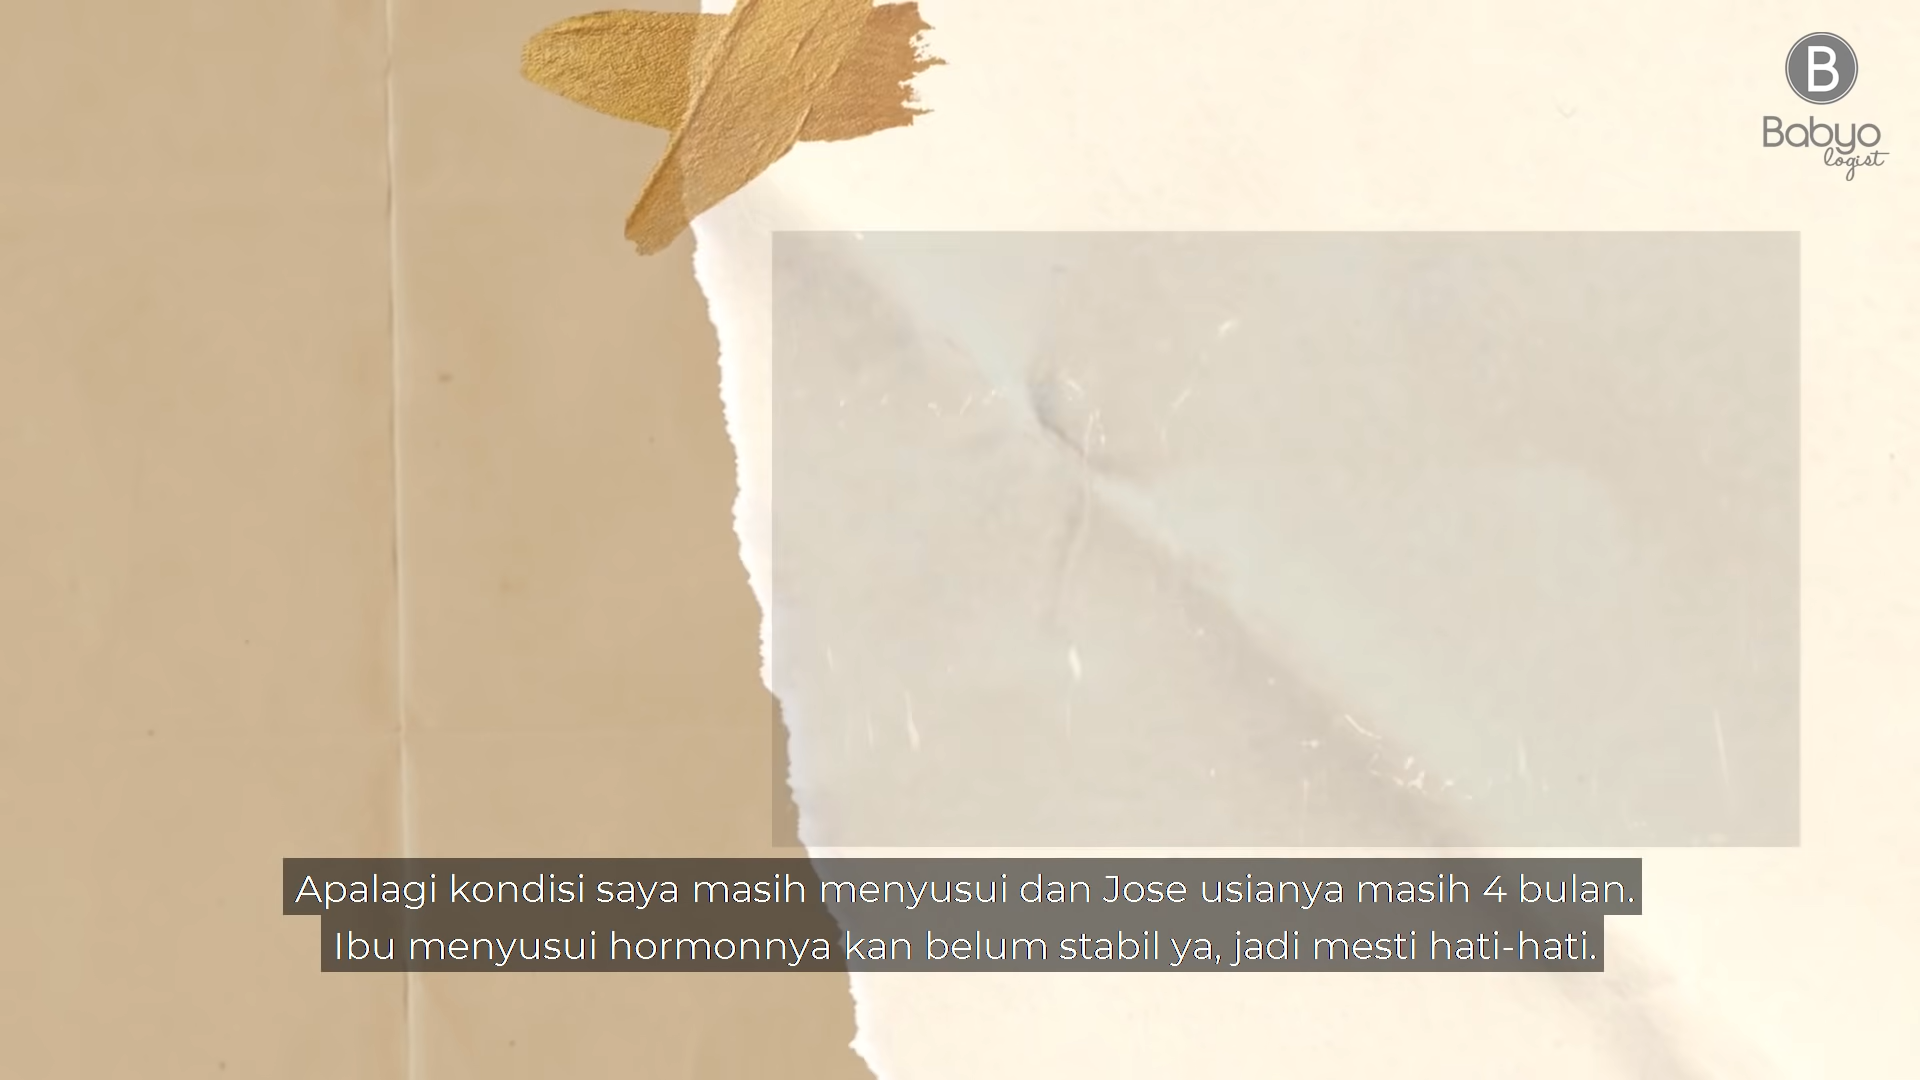 B
Babyo
logist
Apalagi kondisi saya masih menyusui dan Jose usianya masih 4 bulan.
Ibu menyusui hormonnya kan belum stabil ya, jadi mesti hati-hati.